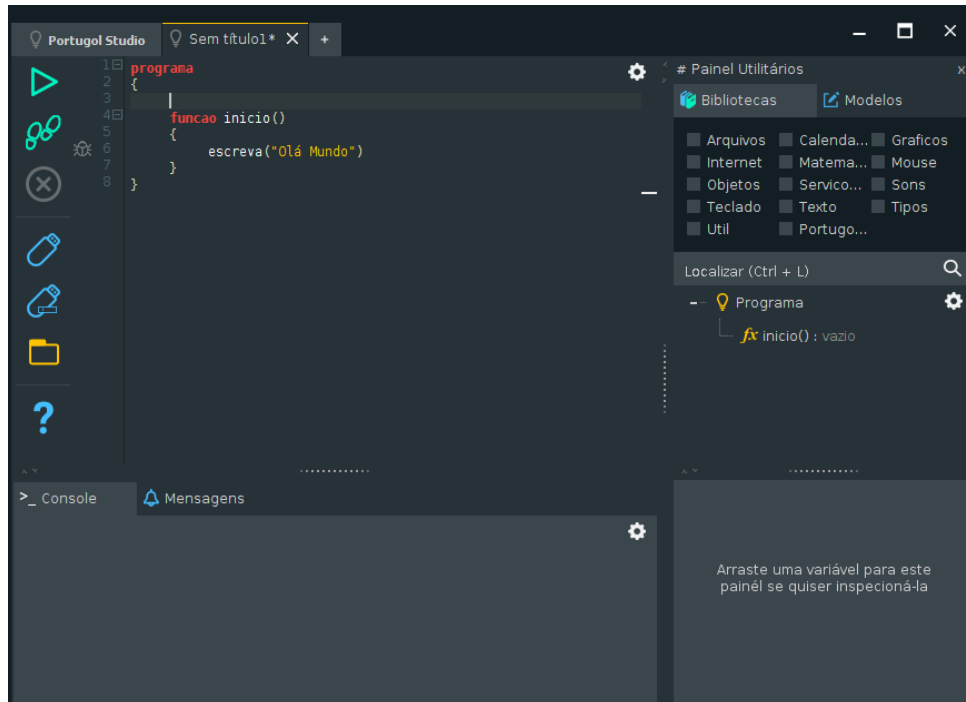 Portugol Studio
Sem título1*
+
1 programa
2 {
3
4 funcao inicio()
5 {
6 escreva("Olá Mundo")
7 }
8 }
# Painel Utilitários
x
Bibliotecas
Modelos
Arquivos Calenda... Graficos
Internet Matema... Mouse
Objetos Servico... Sons
Teclado Texto Tipos
Util Portugo...
Localizar (Ctrl + L)
Programa
fx inicio() : vazio
?
>_ Console
Mensagens
Arraste uma variável para este
painél se quiser inspecioná-la